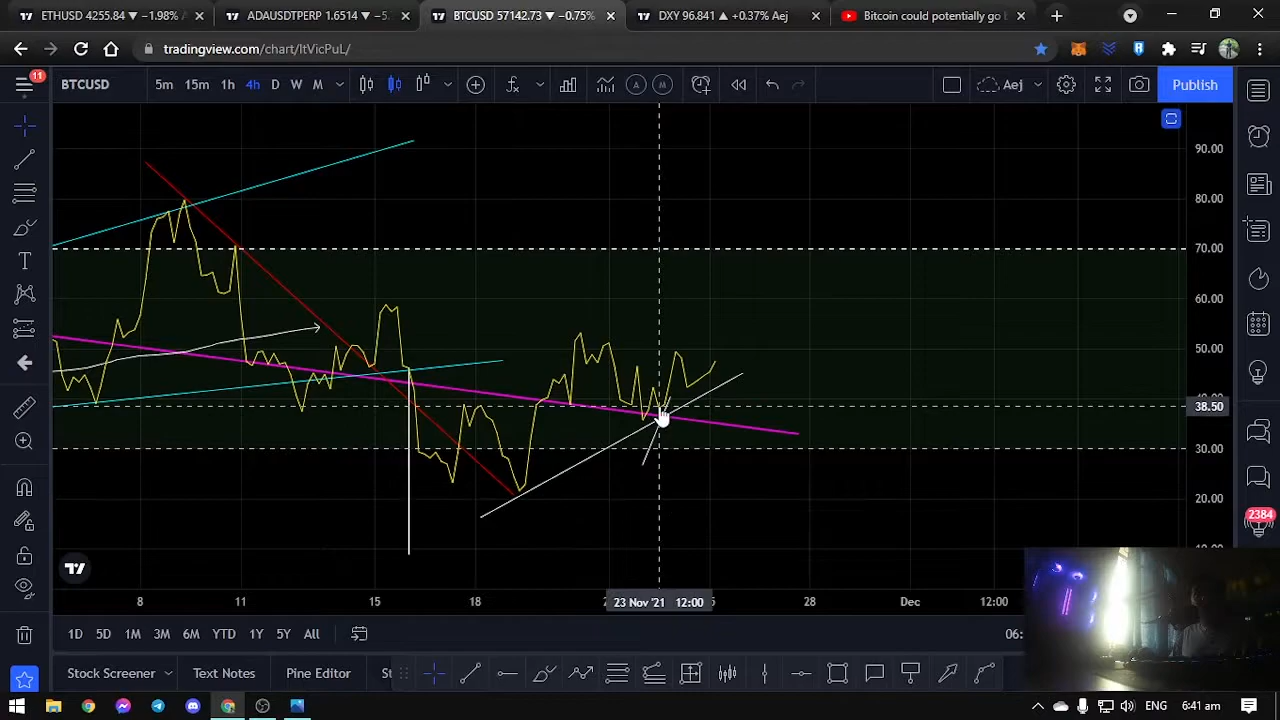 ETHUSD 4255.84 ▼ −1.98%
ADAUSDTPERP 1.6514 ▼ −5.
BTCUSD 57142.73 ▼ −0.75%
DXY 96.841 ▲ +0.37% Aej
Bitcoin could potentially go
tradingview.com/chart/ltVicPuL/
11
BTCUSD 5m 15m 1h 4h D W M
A M
Aej
Publish
90.00
80.00
70.00
60.00
50.00
38.50
30.00
20.00
2384
8 11 15 18 23 Nov '21 12:00 28 Dec 12:00
1D 5D 1M 3M 6M YTD 1Y 5Y All
06:
Stock Screener Text Notes Pine Editor St
ENG 6:41 am